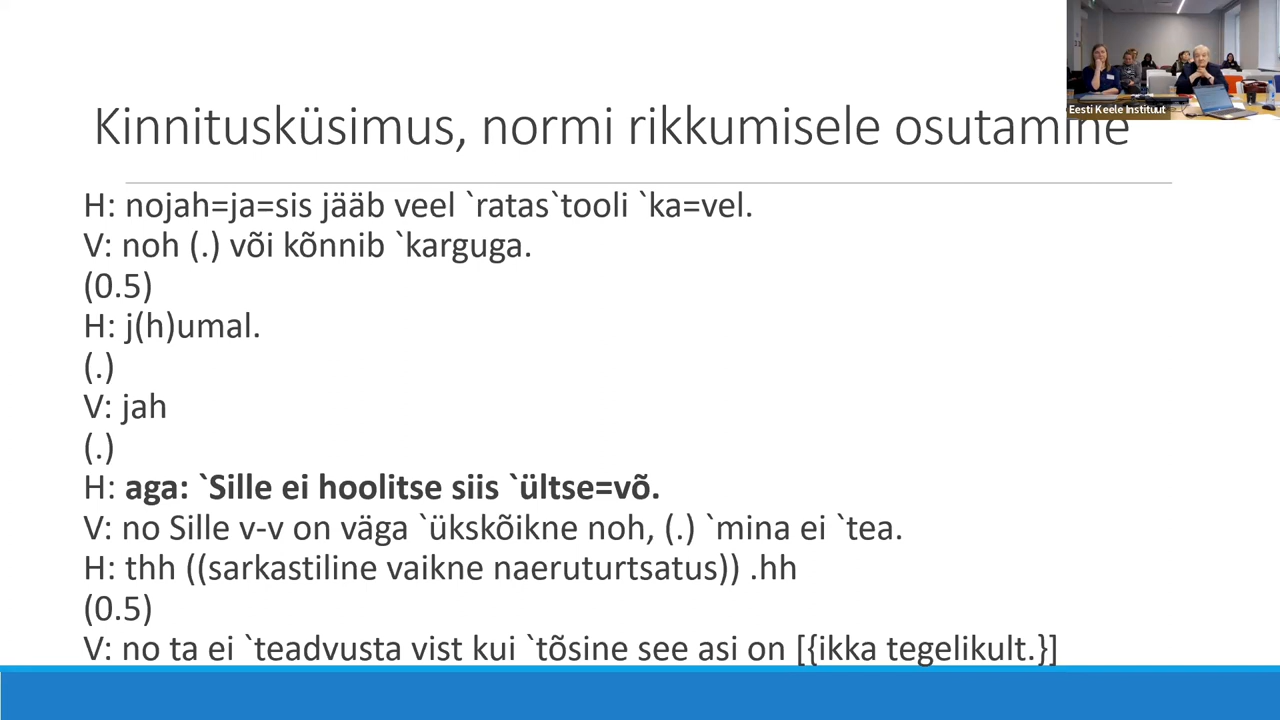 Eesti Keele Instituut
Kinnitusküsimus, normi rikkumisele osutamine
H: nojah=ja=sis jääb veel `ratas`tooli `ka=vel.
V: noh (.) või kõnnib `karguga.
(0.5)
H: j(h)umal.
(.)
V: jah
(.)
H: aga: `Sille ei hoolitse siis `ültse=võ.
V: no Sille v-v on väga `ükskõikne noh, (.) `mina ei `tea.
H: thh ((sarkastiline vaikne naeruturtsatus)) .hh
(0.5)
V: no ta ei `teadvusta vist kui `tõsine see asi on [{ikka tegelikult.}]